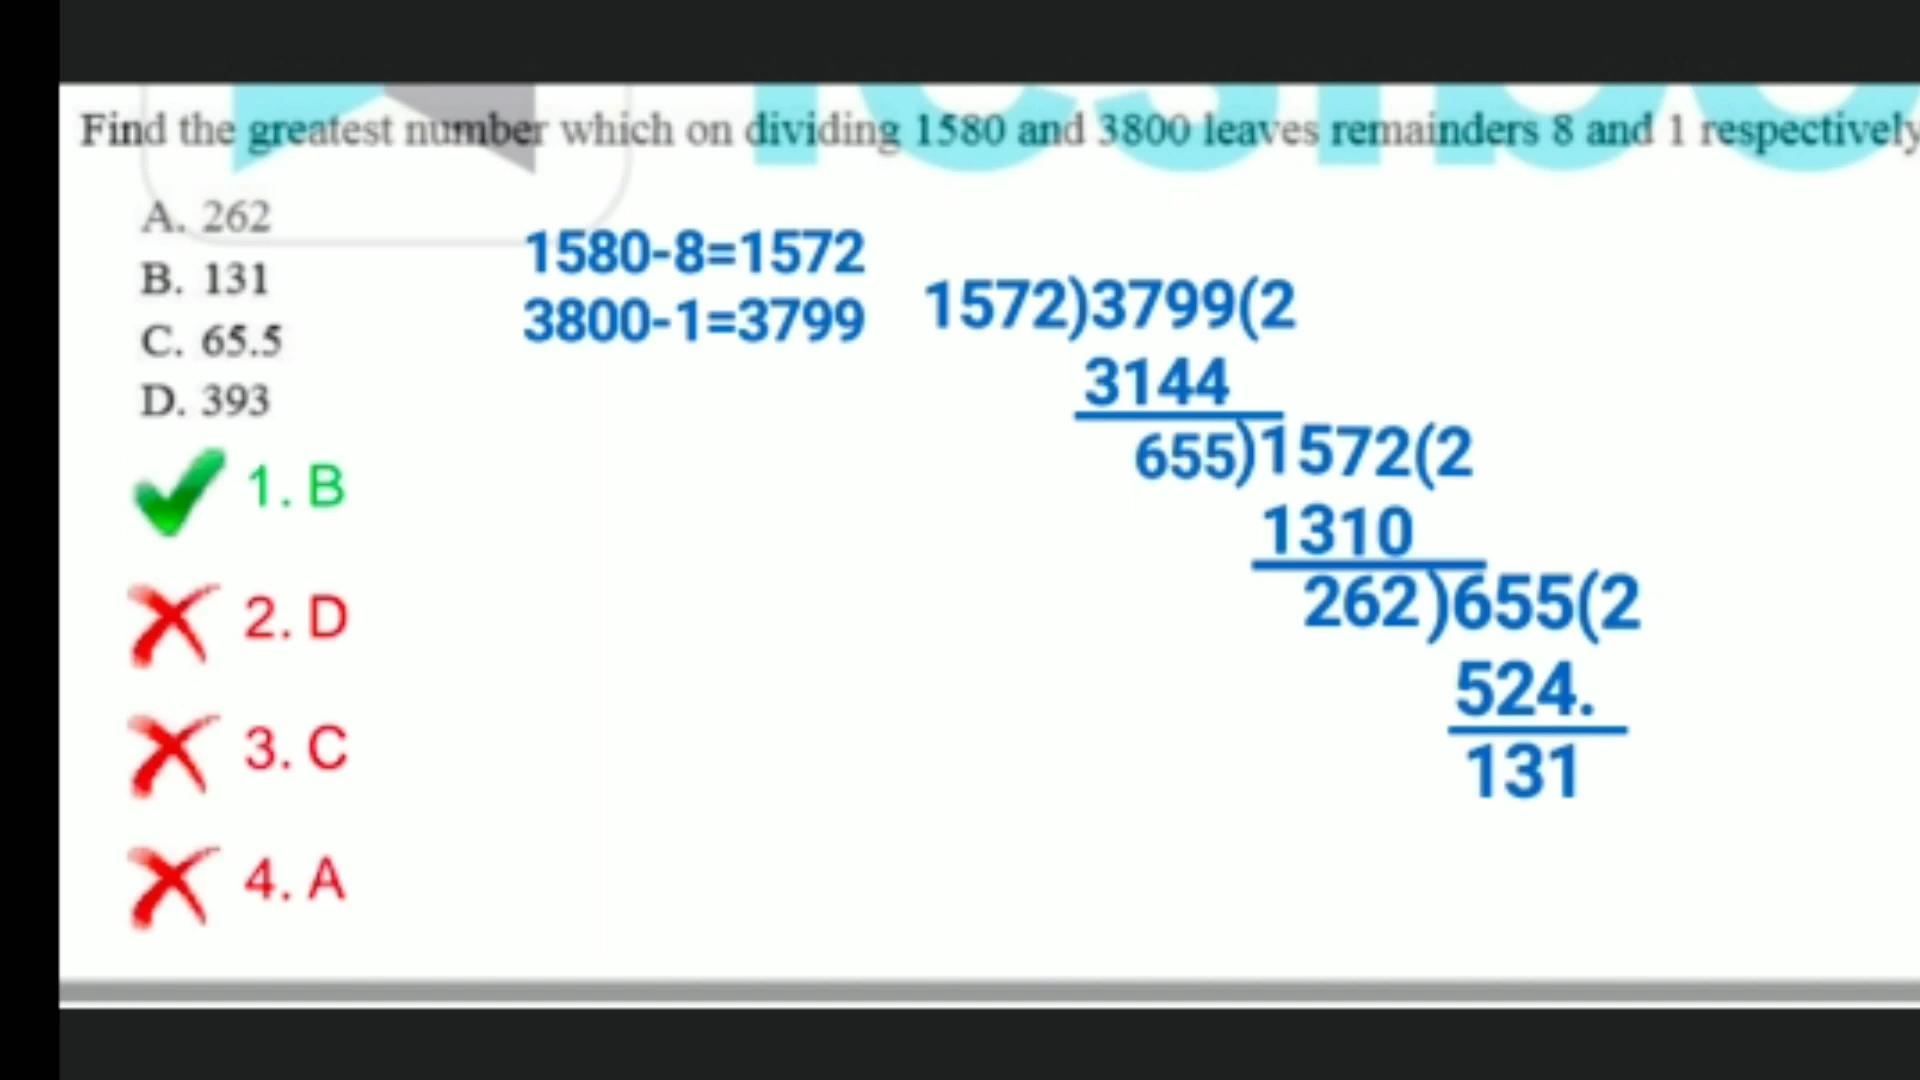 Find the greatest number which on dividing 1580 and 3800 leaves remainders 8 and 1 respectively
A. 262
B. 131
C. 65.5
D. 393
1. B
2. D
3. C
4. A
1580-8=1572
3800-1=3799
1572)3799(2
3144
655)1572(2
1310
262)655(2
524.
131